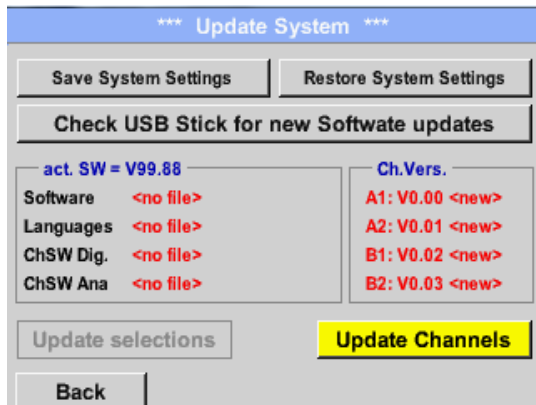 *** Update System ***
Save System Settings
Restore System Settings
Check USB Stick for new Softwate updates
act. SW = V99.88
Software <no file>
Languages <no file>
ChSW Dig. <no file>
ChSW Ana <no file>
Ch.Vers.
A1: V0.00 <new>
A2: V0.01 <new>
B1: V0.02 <new>
B2: V0.03 <new>
Update selections
Update Channels
Back